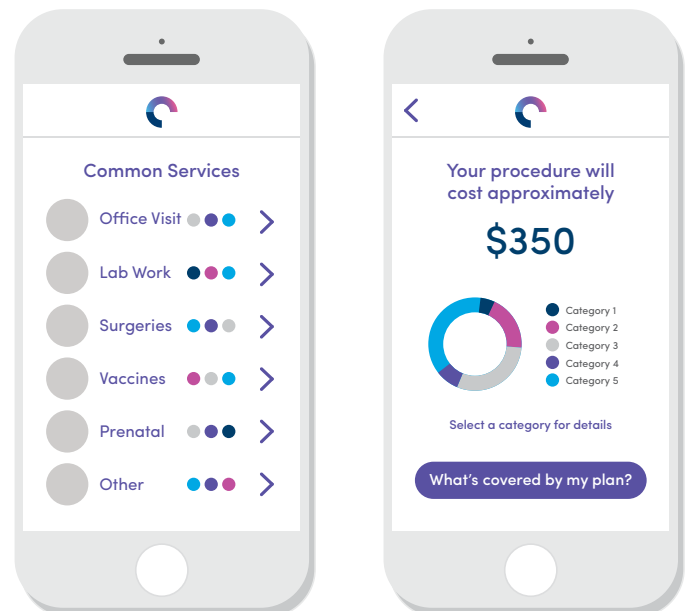 Common Services
Office Visit
Lab Work
Surgeries
Vaccines
Prenatal
Other
Your procedure will
cost approximately
$350
Category 1
Category 2
Category 3
Category 4
Category 5
Select a category for details
What's covered by my plan?